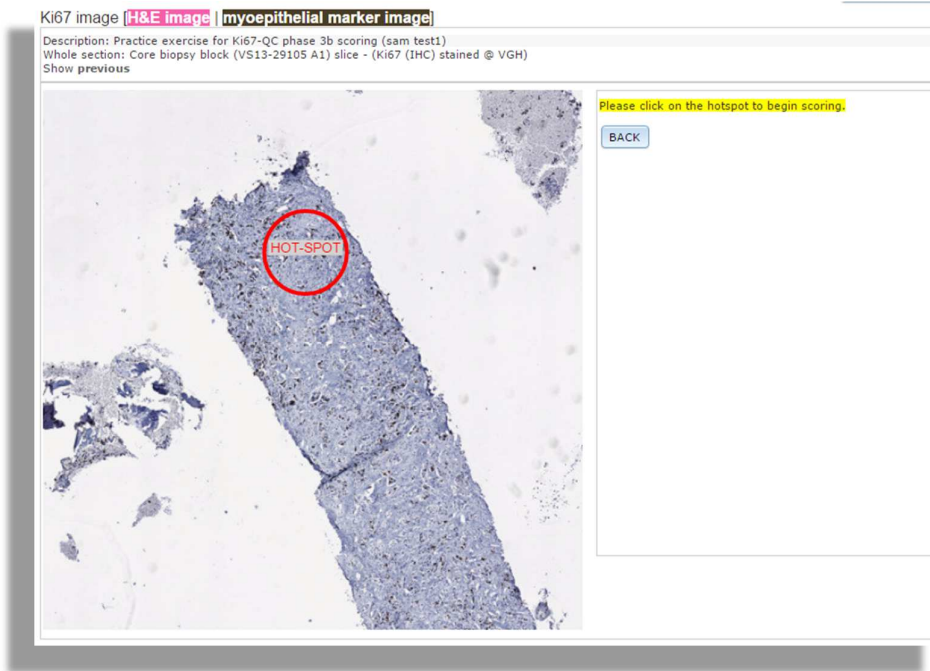 Ki67 image [H&E image | myoepithelial marker image]
Description: Practice exercise for Ki67-QC phase 3b scoring (sam test1)
Whole section: Core biopsy block (VS13-29105 A1) slice - (Ki67 (IHC) stained @ VGH)
Show previous
Please click on the hotspot to begin scoring.
BACK
HOT-SPOT